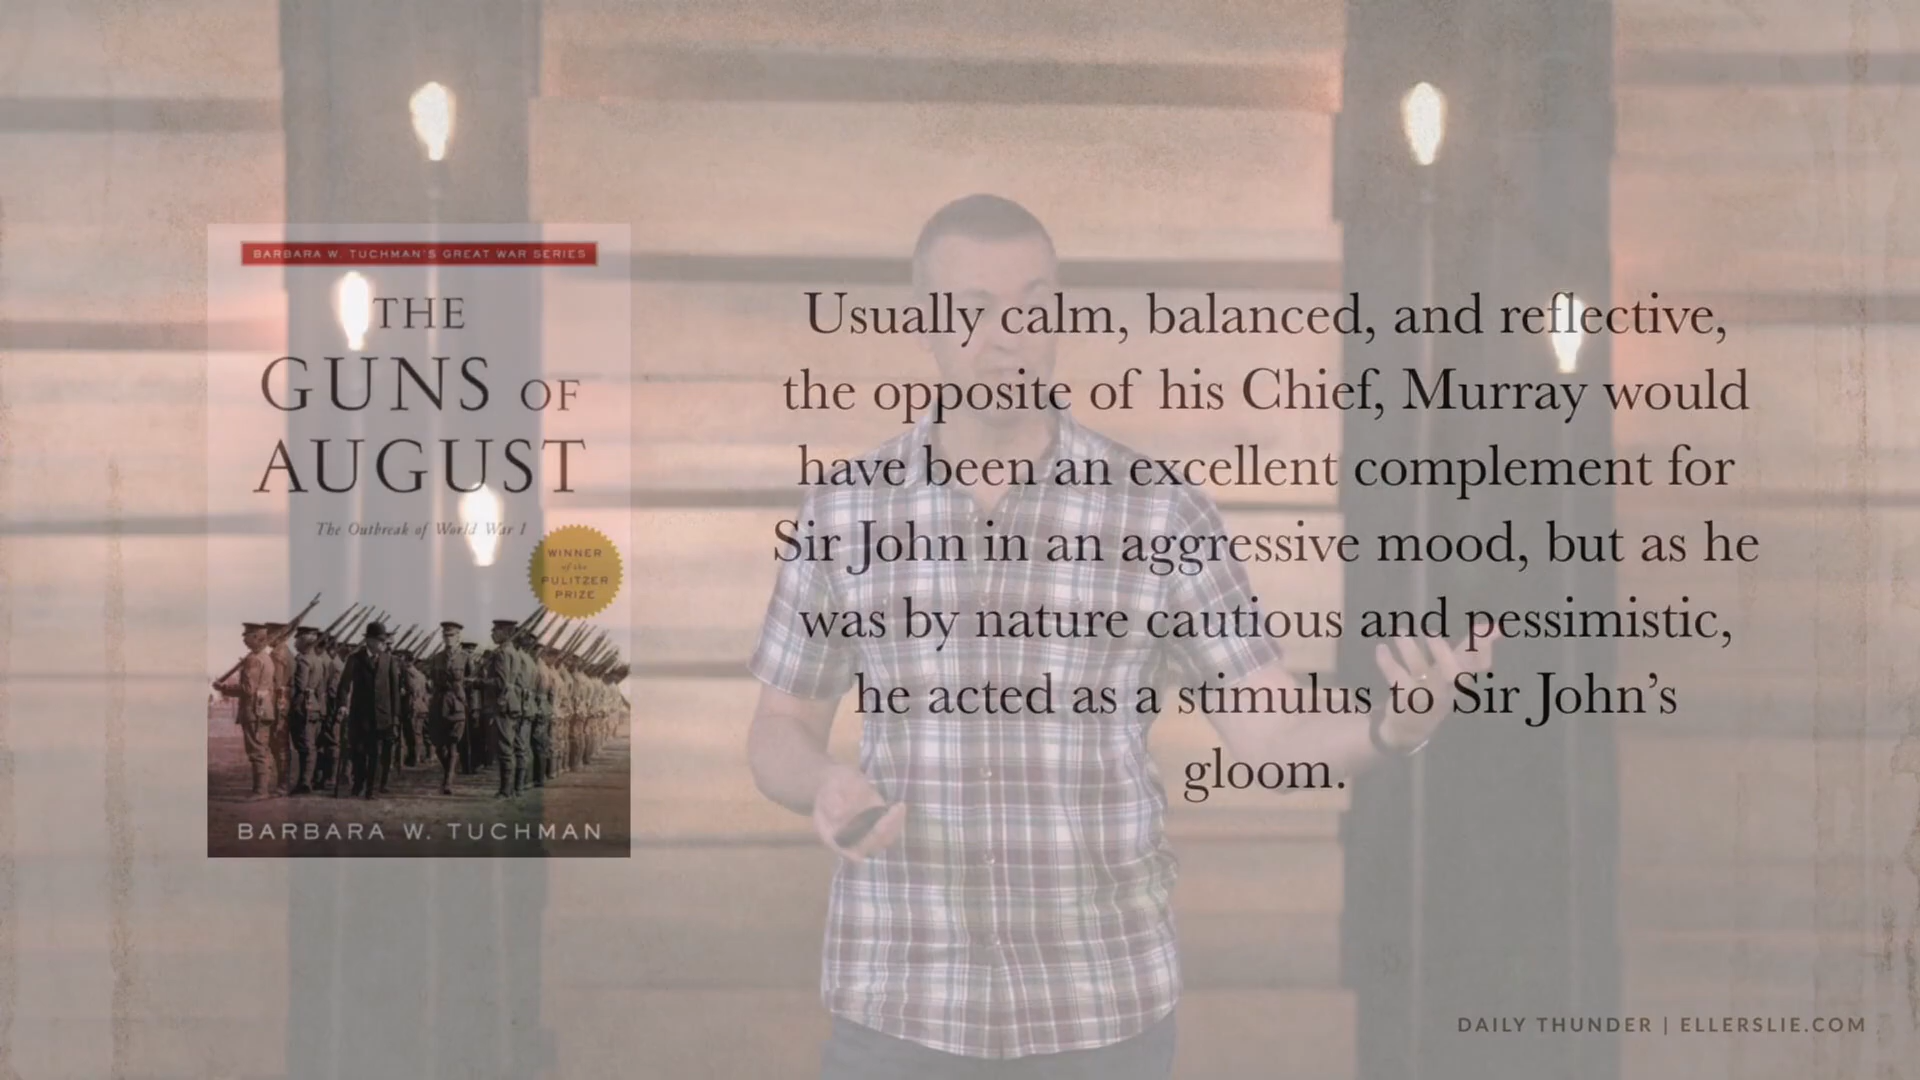 BARBARA W. TUCHMAN'S GREAT WAR SERIES
THE
GUNS OF
AUGUST
The Outbreak of World War I
WINNER
of the
PULITZER
PRIZE
BARBARA W. TUCHMAN
Usually calm, balanced, and reflective,
the opposite of his Chief, Murray would
have been an excellent complement for
Sir John in an aggressive mood, but as he
was by nature cautious and pessimistic,
he acted as a stimulus to Sir John’s
gloom.
DAILY THUNDER | ELLERSLIE.COM